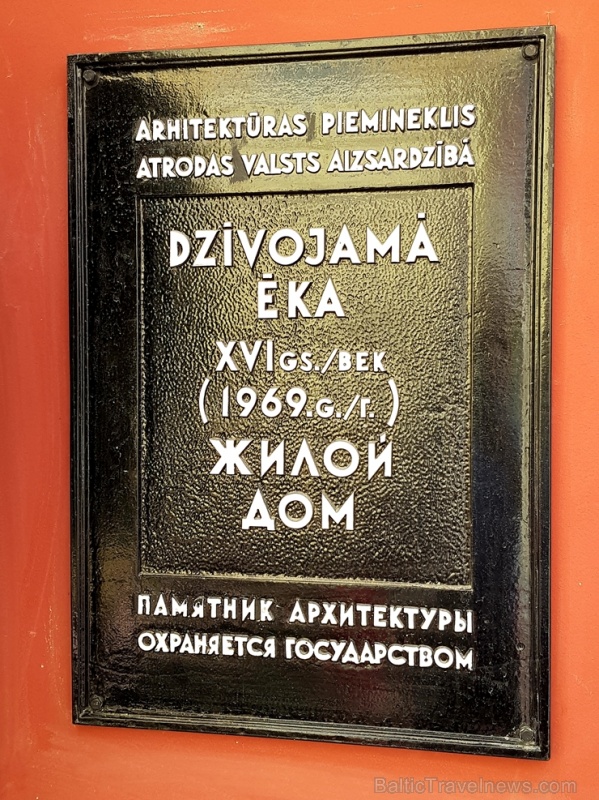 ARHITEKTŪRAS PIEMINEKLIS
ATRODAS VALSTS AIZSARDZĪBĀ
DZĪVOJAMĀ
ĒKA
XVI GS./ВЕК
(1969.G./Г.)
ЖИЛОЙ
ДОМ
ПАМЯТНИК АРХИТЕКТУРЫ
ОХРАНЯЕТСЯ ГОСУДАРСТВОМ
BalticTravelnews.com